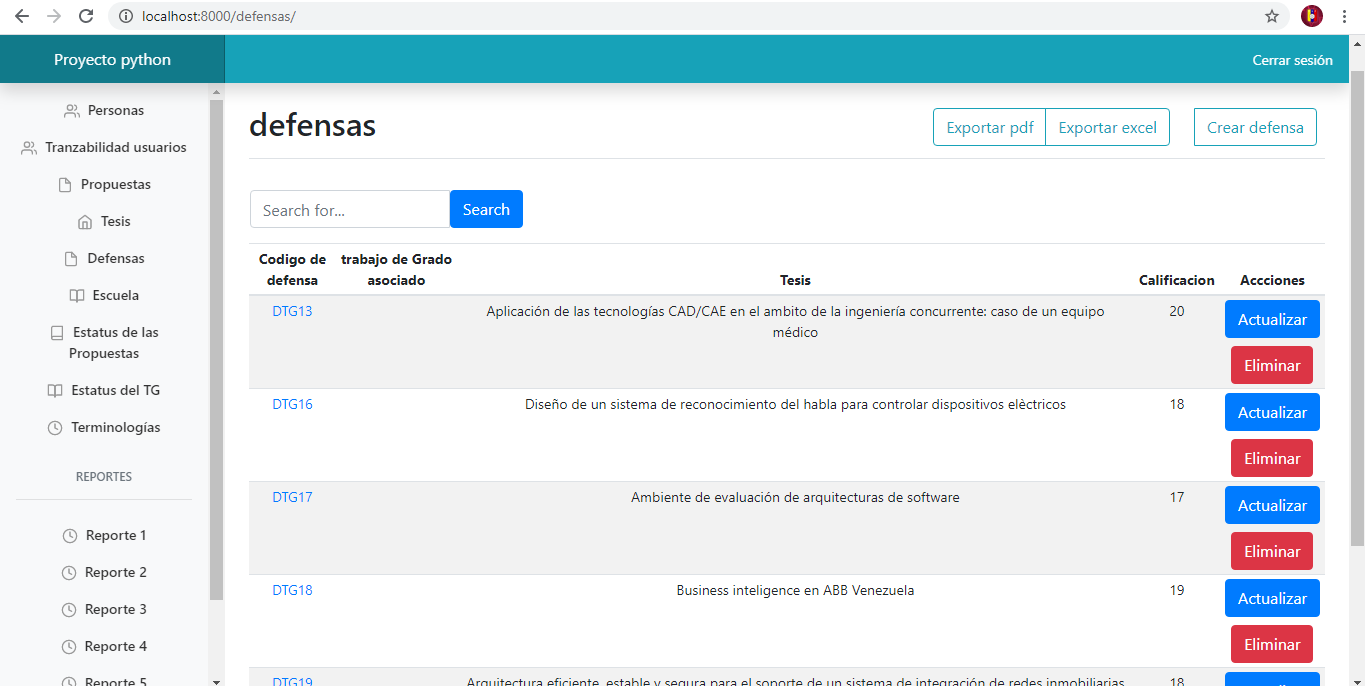 localhost:8000/defensas/
Proyecto python
Cerrar sesión
Personas
Tranzabilidad usuarios
Propuestas
Tesis
Defensas
Escuela
Estatus de las
Propuestas
Estatus del TG
Terminologías
REPORTES
Reporte 1
Reporte 2
Reporte 3
Reporte 4
Reporte 5
defensas
Exportar pdf
Exportar excel
Crear defensa
Search for...
Search
Codigo de
defensa
trabajo de Grado
asociado
Tesis
Calificacion
Accciones
DTG13
Aplicación de las tecnologías CAD/CAE en el ambito de la ingeniería concurrente: caso de un equipo
médico
20
Actualizar
Eliminar
DTG16
Diseño de un sistema de reconocimiento del habla para controlar dispositivos elèctricos
18
Actualizar
Eliminar
DTG17
Ambiente de evaluación de arquitecturas de software
17
Actualizar
Eliminar
DTG18
Business inteligence en ABB Venezuela
19
Actualizar
Eliminar
DTG19
Arquitectura eficiente, estable y segura para el soporte de un sistema de integración de redes inmobiliarias
18